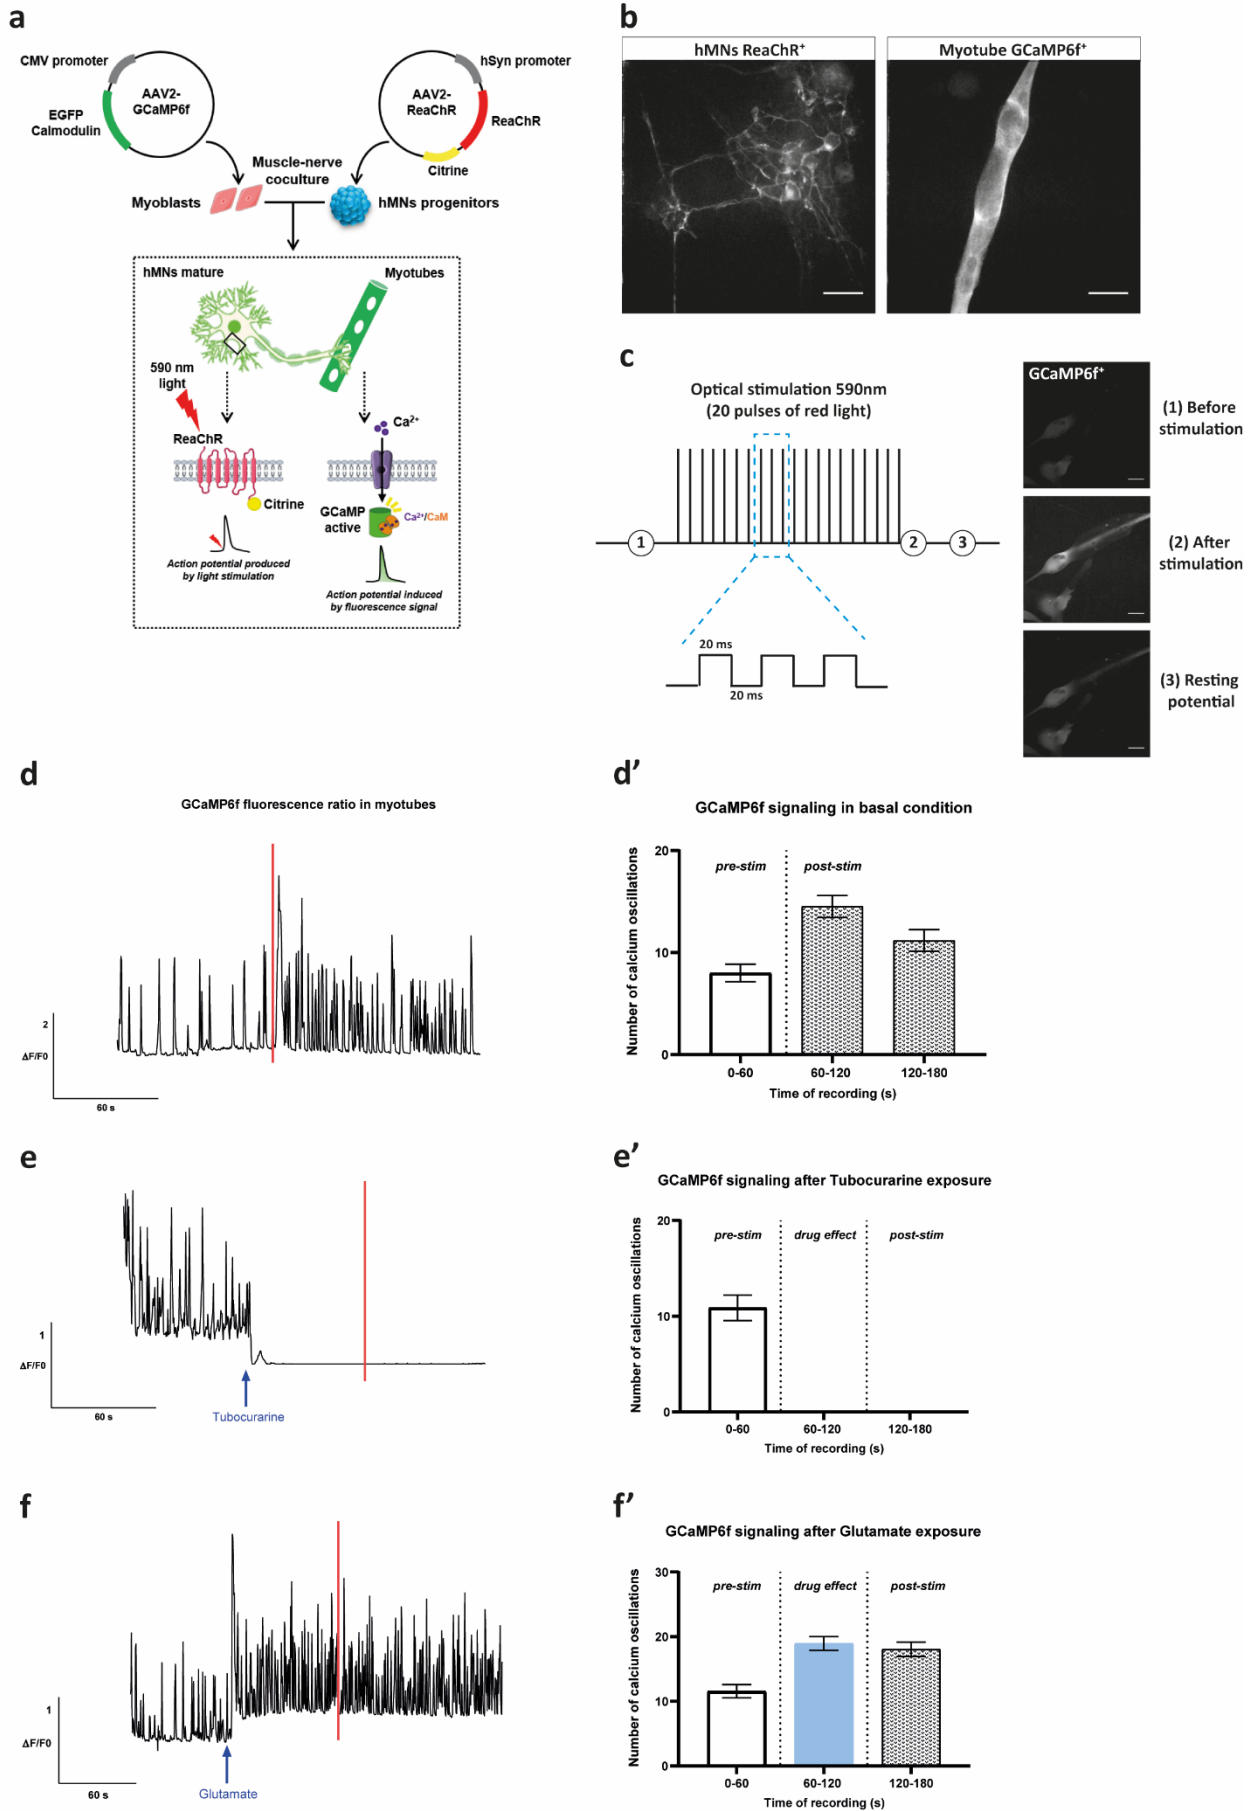 a
CMV promoter
AAV2-
GCaMP6f
EGFP
Calmodulin
hSyn promoter
AAV2-
ReaChR
ReaChR
Citrine
Muscle-nerve
coculture
Myoblasts
hMNs progenitors
hMNs mature
Myotubes
590 nm
light
ReaChR
Citrine
Action potential produced
by light stimulation
Ca2+
GCaMP
active
Ca2+/CaM
Action potential induced
by fluorescence signal
b
hMNs ReaChR+
Myotube GCaMP6f+
c
Optical stimulation 590nm
(20 pulses of red light)
1
2
3
20 ms
20 ms
GCaMP6f+
(1) Before
stimulation
(2) After
stimulation
(3) Resting
potential
d
GCaMP6f fluorescence ratio in myotubes
2
ΔF/F0
60 s
d'
GCaMP6f signaling in basal condition
Number of calcium oscillations
20
10
0
pre-stim
post-stim
0-60
60-120
120-180
Time of recording (s)
e
1
ΔF/F0
60 s
Tubocurarine
e'
GCaMP6f signaling after Tubocurarine exposure
Number of calcium oscillations
20
10
0
pre-stim
drug effect
post-stim
0-60
60-120
120-180
Time of recording (s)
f
1
ΔF/F0
60 s
Glutamate
f'
GCaMP6f signaling after Glutamate exposure
Number of calcium oscillations
30
20
10
0
pre-stim
drug effect
post-stim
0-60
60-120
120-180
Time of recording (s)